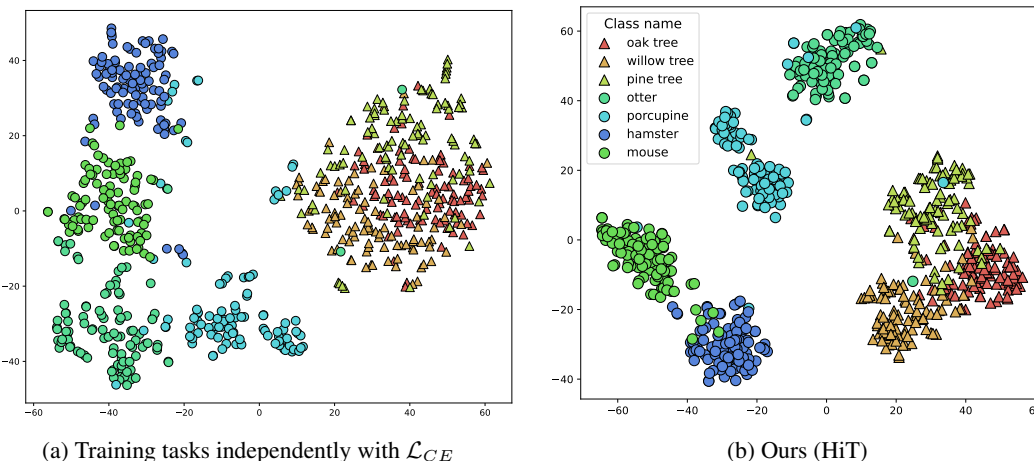 40
20
0
−20
−40
−60
−40
−20
0
20
40
60
(a) Training tasks independently with ℒCE
Class name
oak tree
willow tree
pine tree
otter
porcupine
hamster
mouse
60
40
20
0
−20
−40
−60
−40
−20
0
20
40
60
(b) Ours (HiT)